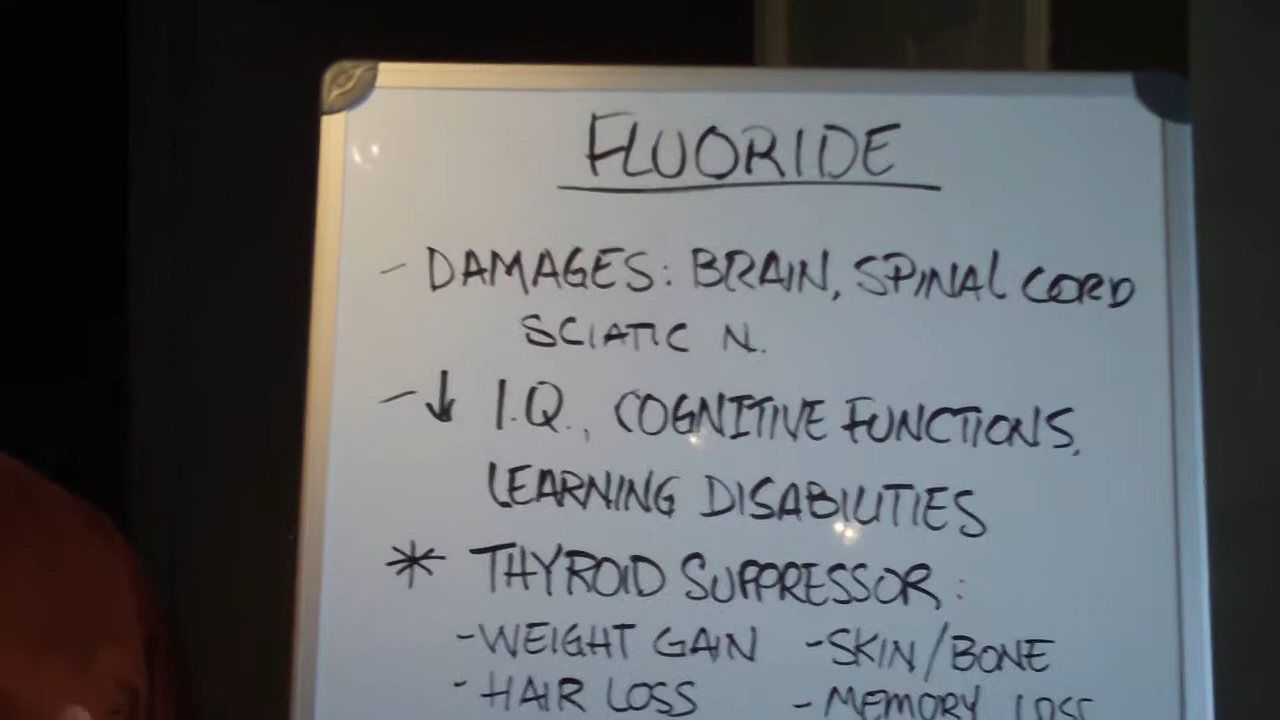 FLUORIDE
- DAMAGES: BRAIN, SPINAL CORD
SCIATIC N.
- ↓ I.Q., COGNITIVE FUNCTIONS,
LEARNING DISABILITIES
* THYROID SUPPRESSOR:
- WEIGHT GAIN - SKIN/BONE
- HAIR LOSS - MEMORY LOSS